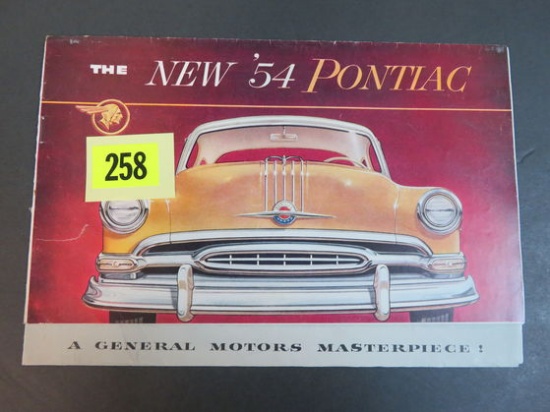 THE NEW '54 PONTIAC
258
A GENERAL MOTORS MASTERPIECE !